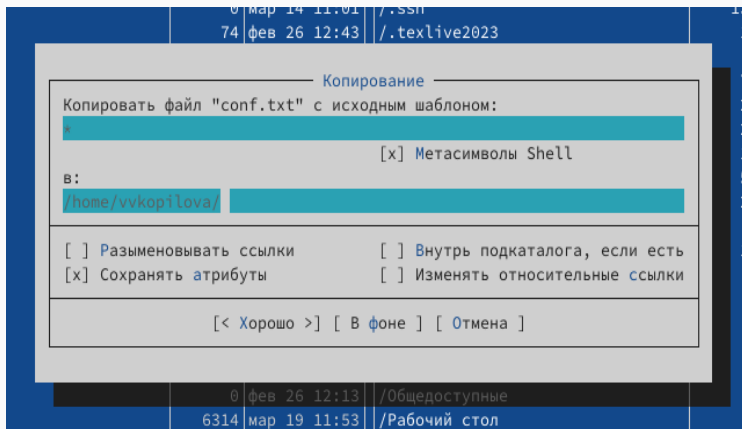 0 мар 14 11:01 /.ssh
74 фев 26 12:43 /.texlive2023
Копирование
Копировать файл "conf.txt" с исходным шаблоном:
*
[x] Метасимволы Shell
в:
/home/vvkopilova/
[ ] Разыменовывать ссылки [ ] Внутрь подкаталога, если есть
[x] Сохранять атрибуты [ ] Изменять относительные ссылки
[< Хорошо >] [ В фоне ] [ Отмена ]
0 фев 26 12:13 /Общедоступные
6314 мар 19 11:53 /Рабочий стол